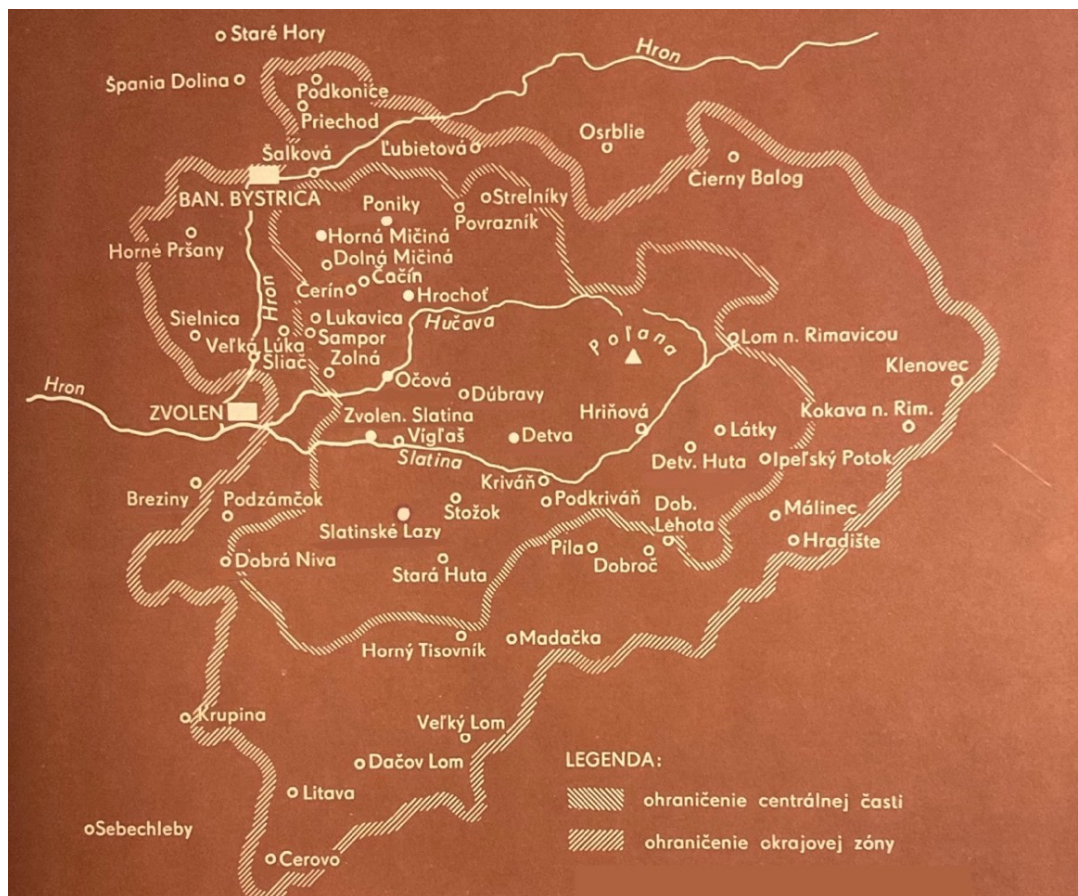 Staré Hory
Hron
Špania Dolina
Podkonice
Priechod
Osrblie
Ľubietová
Šalková
Čierny Balog
BAN. BYSTRICA
Strelníky
Poniky
Povrazník
Horná Mičiná
Horné Pršany
Dolná Mičiná
Čačín
Čerín
Hron
Hrochoť
Sielnica
Lukavica
Hučava
Veľká Lúka
Sampor
Poľana
Lom n. Rimavicou
Sliač
Zolná
Klenovec
Hron
Očová
Dúbravy
ZVOLEN
Zvolen. Slatina
Hriňová
Kokava n. Rim.
Vígľaš
Detva
Látky
Slatina
Detv. Huta
Ipeľský Potok
Kriváň
Breziny
Podzámčok
Stožok
Podkriváň
Dob.
Lehota
Málinec
Slatinské Lazy
Hradište
Dobrá Niva
Stará Huta
Píla
Dobroč
Horný Tisovník
Madačka
Krupina
Veľký Lom
Dačov Lom
LEGENDA:
Litava
ohraničenie centrálnej časti
Sebechleby
ohraničenie okrajovej zóny
Cerovo